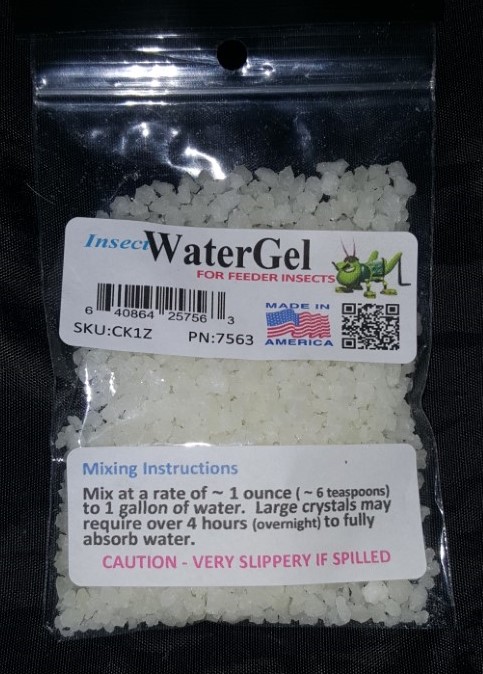 Insect WaterGel
FOR FEEDER INSECTS
6 40864 25756 3
SKU:CK1Z PN:7563
MADE IN
AMERICA
Mixing Instructions
Mix at a rate of ~ 1 ounce ( ~ 6 teaspoons)
to 1 gallon of water. Large crystals may
require over 4 hours (overnight) to fully
absorb water.
CAUTION - VERY SLIPPERY IF SPILLED